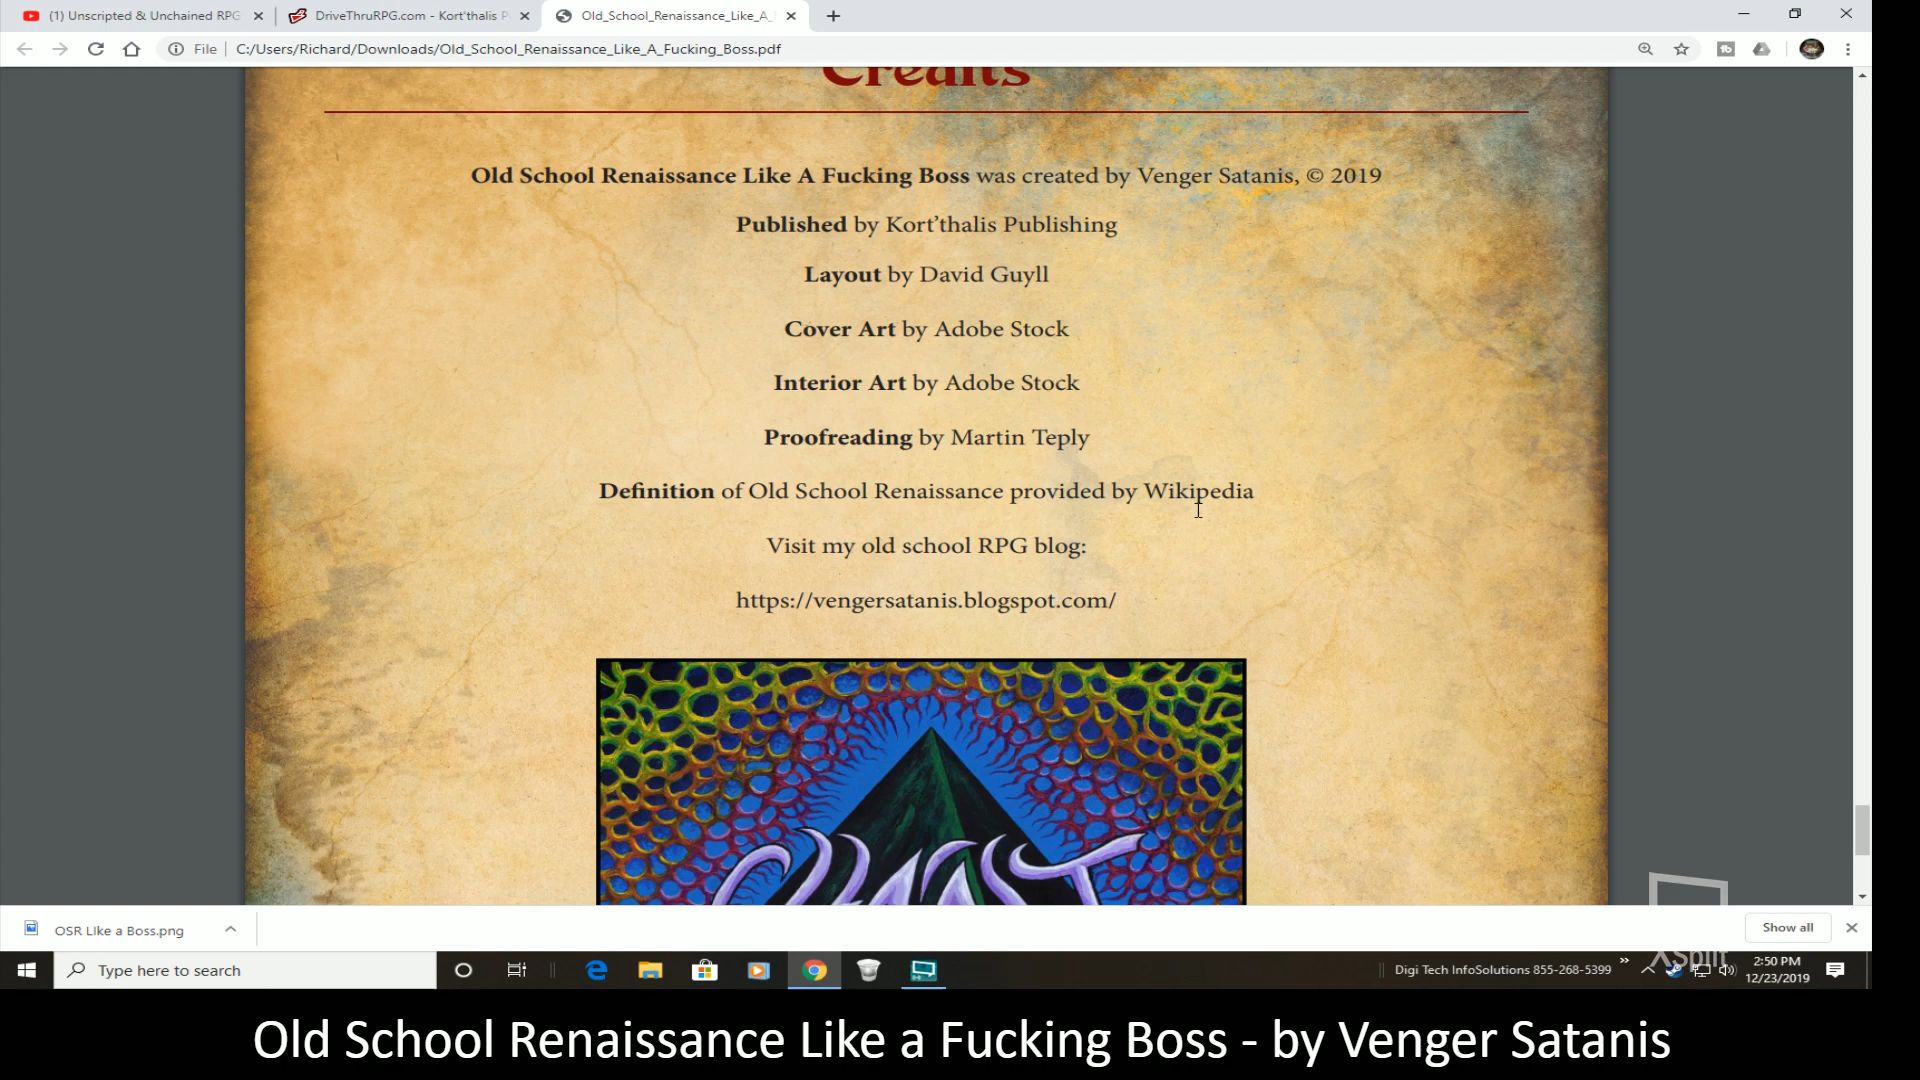 (1) Unscripted & Unchained RPG
DriveThruRPG.com - Kort'thalis P
Old_School_Renaissance_Like_A_
File
C:/Users/Richard/Downloads/Old_School_Renaissance_Like_A_Fucking_Boss.pdf
Credits
Old School Renaissance Like A Fucking Boss was created by Venger Satanis, © 2019
Published by Kort'thalis Publishing
Layout by David Guyll
Cover Art by Adobe Stock
Interior Art by Adobe Stock
Proofreading by Martin Teply
Definition of Old School Renaissance provided by Wikipedia
Visit my old school RPG blog:
https://vengersatanis.blogspot.com/
OSR Like a Boss.png
Show all
XSplit
Type here to search
Digi Tech InfoSolutions 855-268-5399
2:50 PM
12/23/2019
Old School Renaissance Like a Fucking Boss - by Venger Satanis